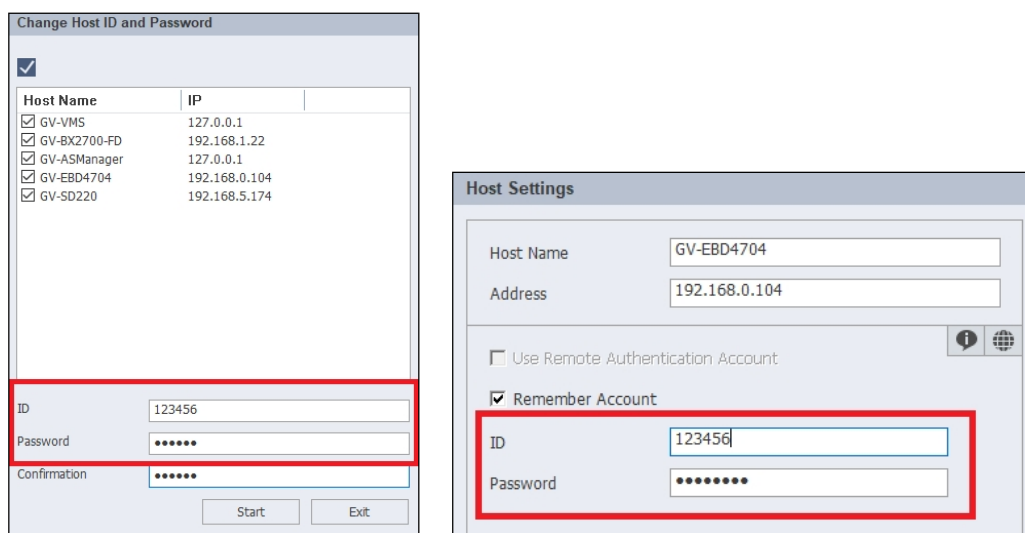 Change Host ID and Password
Host Name IP
GV-VMS 127.0.0.1
GV-BX2700-FD 192.168.1.22
GV-ASManager 127.0.0.1
GV-EBD4704 192.168.0.104
GV-SD220 192.168.5.174
ID 123456
Password ••••••
Confirmation ••••••
Start Exit
Host Settings
Host Name GV-EBD4704
Address 192.168.0.104
Use Remote Authentication Account
Remember Account
ID 123456
Password ••••••••